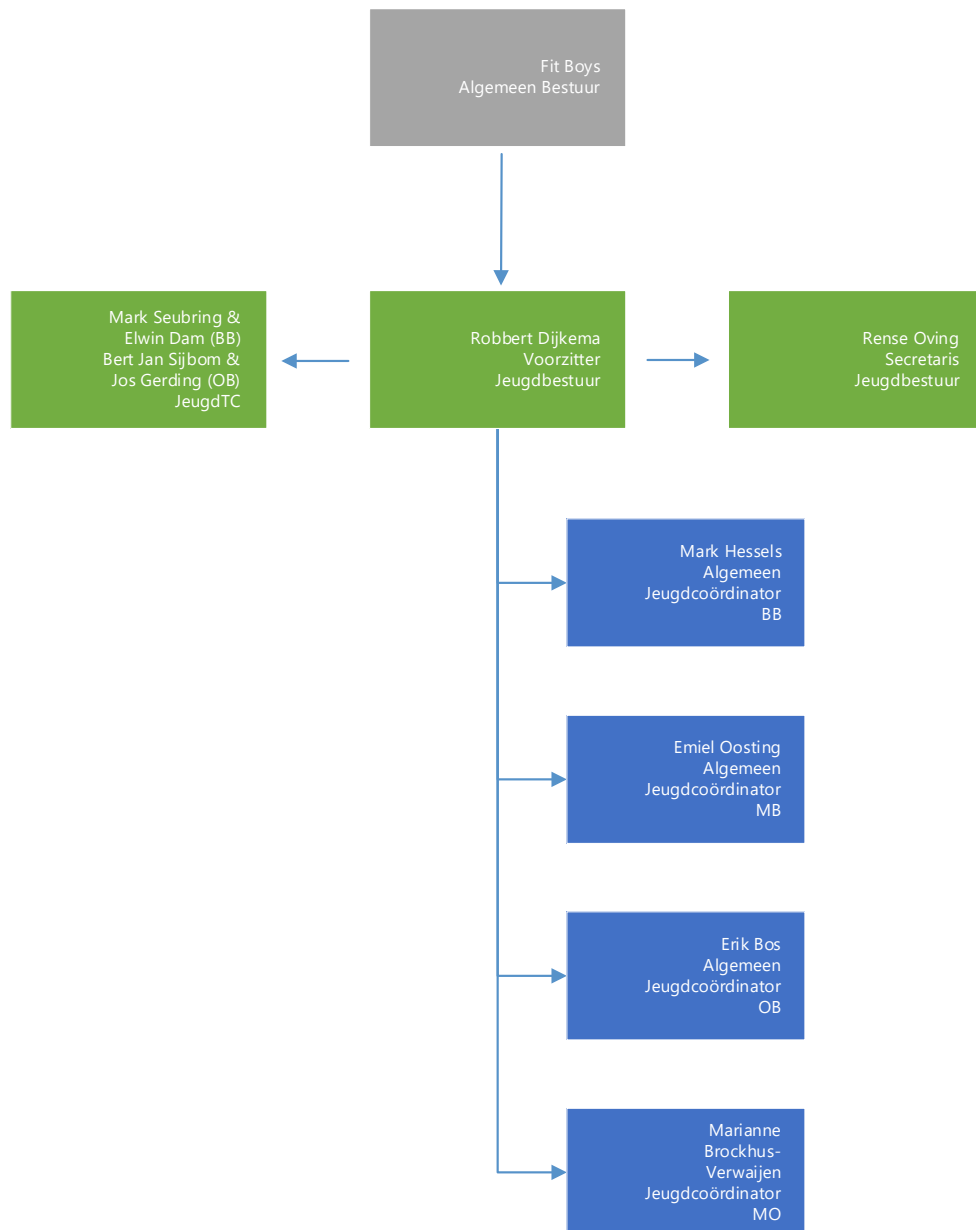 Fit Boys
Algemeen Bestuur
Mark Seubring &
Elwin Dam (BB)
Bert Jan Sijbom &
Jos Gerding (OB)
JeugdTC
Robbert Dijkema
Voorzitter
Jeugdbestuur
Rense Oving
Secretaris
Jeugdbestuur
Mark Hessels
Algemeen
Jeugdcoördinator
BB
Emiel Oosting
Algemeen
Jeugdcoördinator
MB
Erik Bos
Algemeen
Jeugdcoördinator
OB
Marianne
Brockhus-
Verwaijen
Jeugdcoördinator
MO